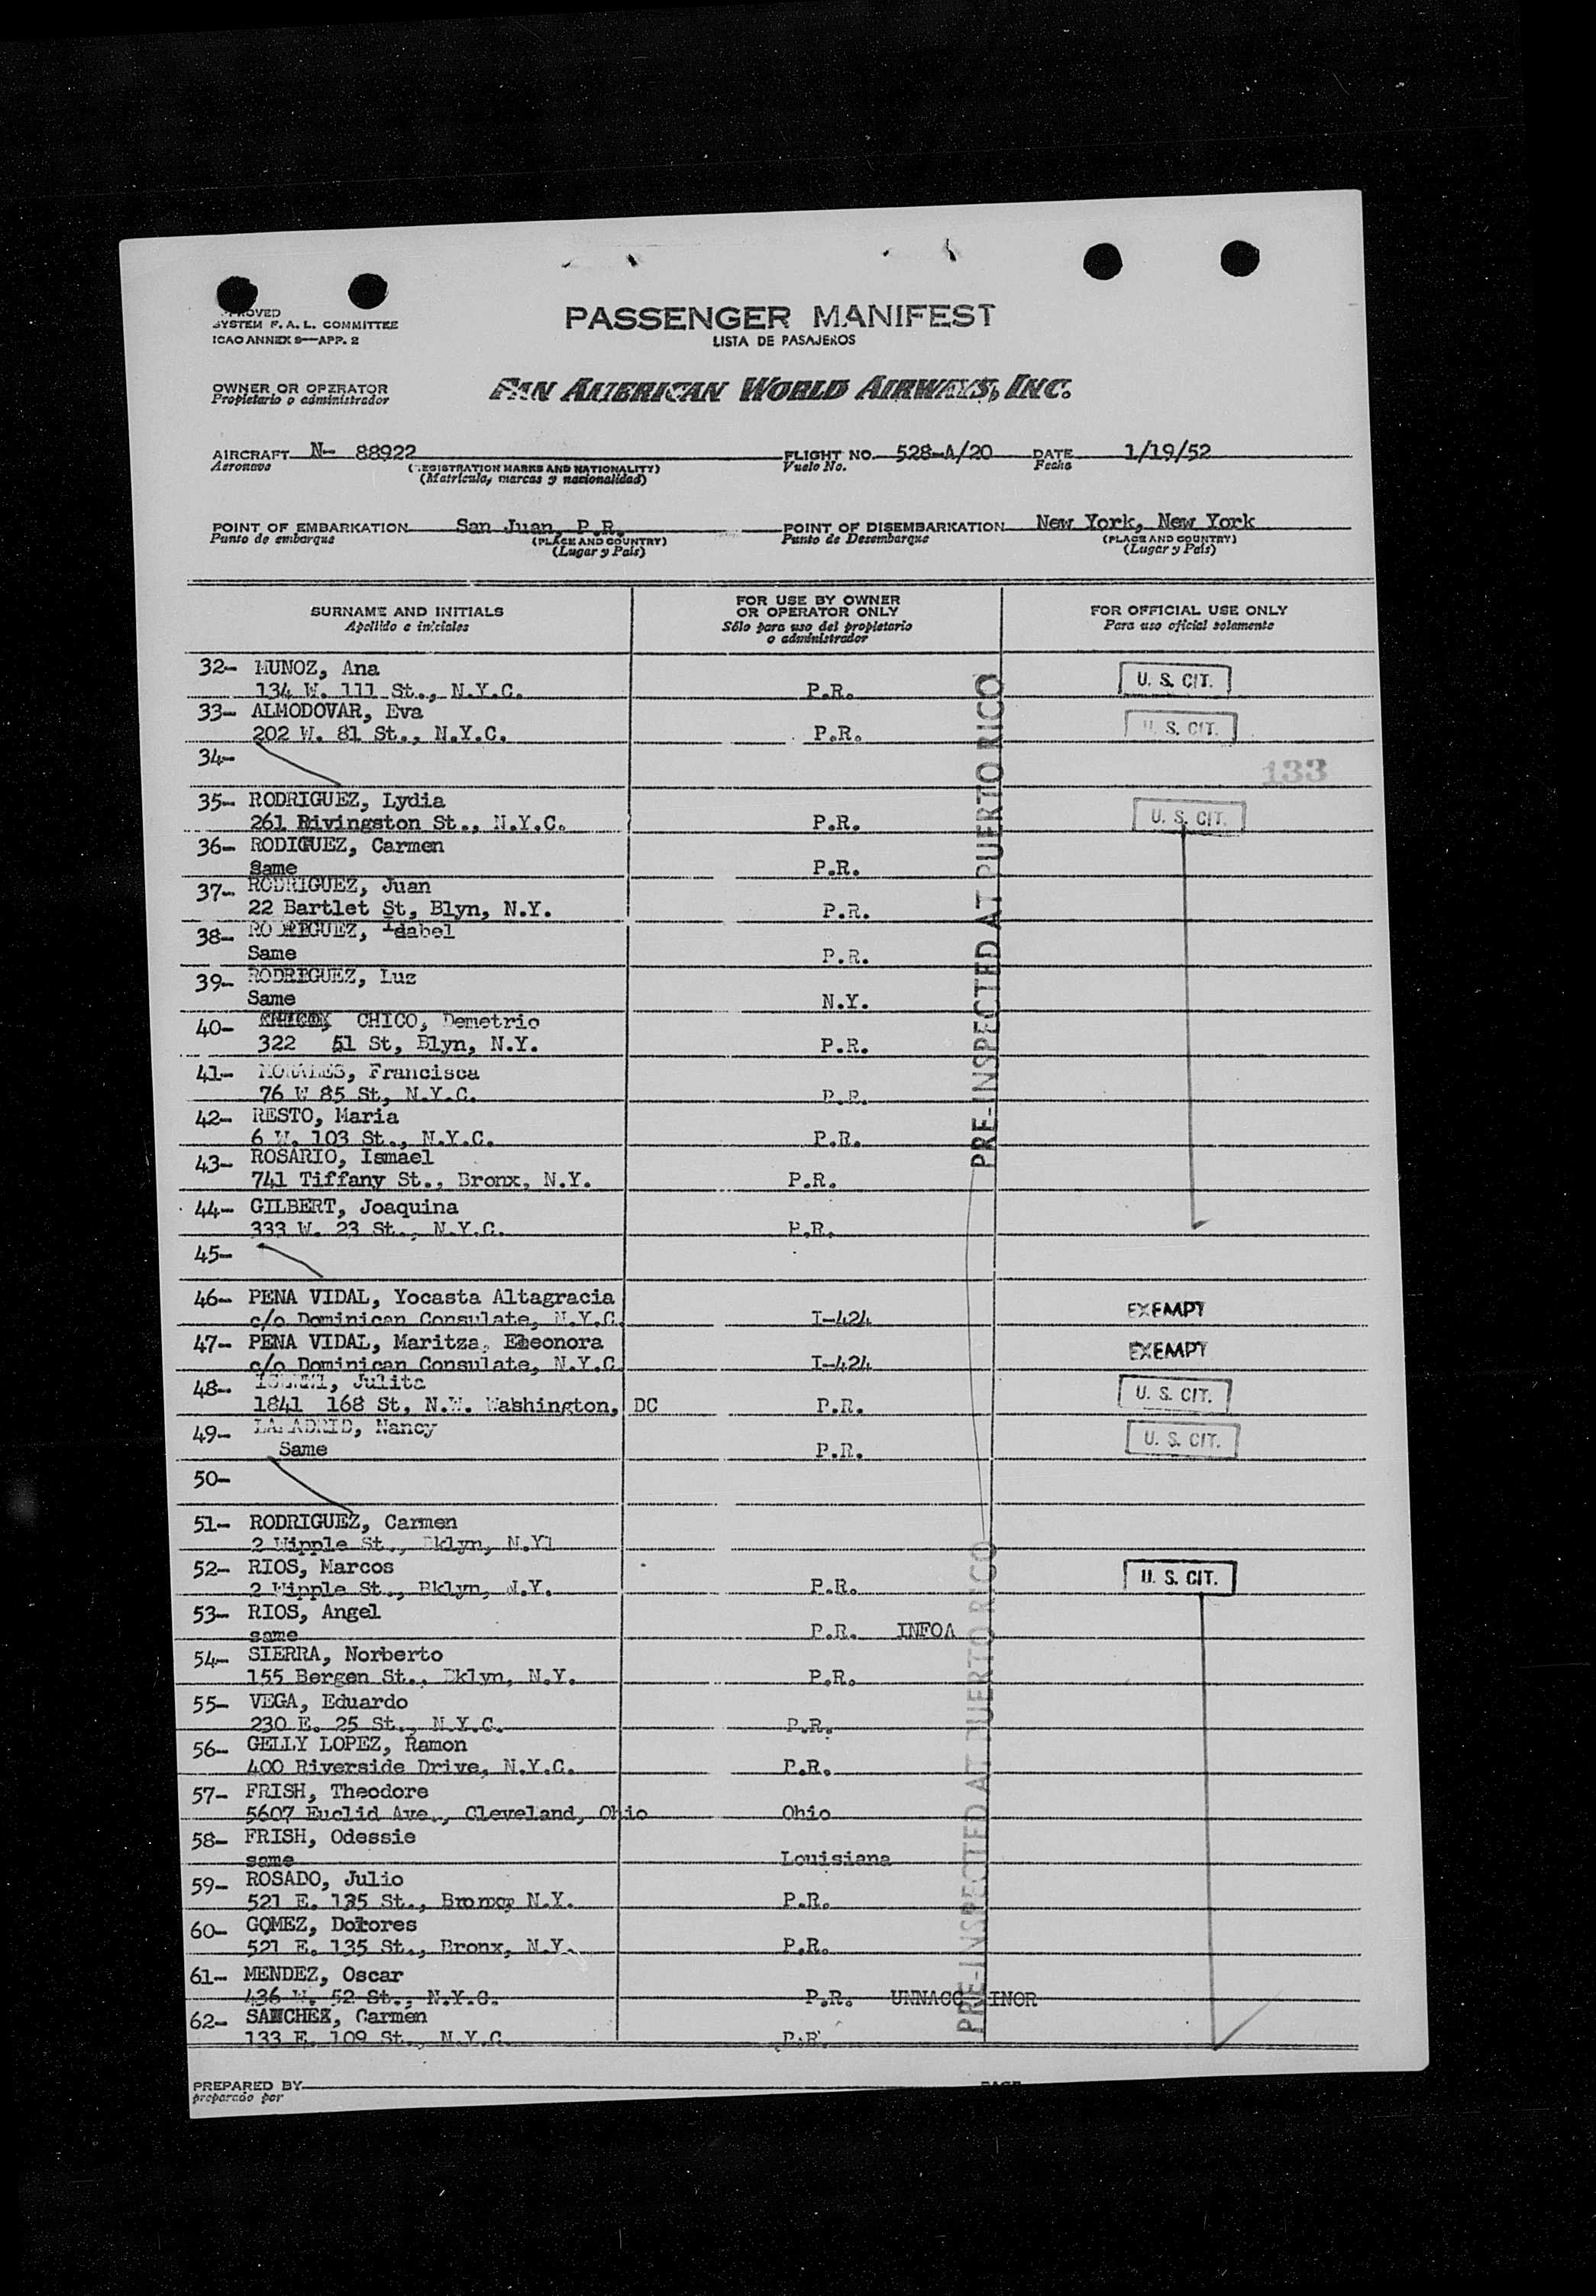 SYSTEM F. A. L. COMMITTEE
ICAO ANNEX 9—APP. 2
PASSENGER MANIFEST
LISTA DE PASAJEROS
OWNER OR OPERATOR
Propietario o administrador
PAN AMERICAN WORLD AIRWAYS, INC.
AIRCRAFT N- 88922 FLIGHT NO. 528-A/20 DATE 1/19/52
Aeronave (REGISTRATION MARKS AND NATIONALITY) Vuelo No. Fecha
(Matrícula, marcas y nacionalidad)
POINT OF EMBARKATION San Juan, P.R. POINT OF DISEMBARKATION New York, New York
Punto de embarque (PLACE AND COUNTRY) Punto de Desembarque (PLACE AND COUNTRY)
(Lugar y País) (Lugar y País)
SURNAME AND INITIALS FOR USE BY OWNER OR OPERATOR ONLY FOR OFFICIAL USE ONLY
Apellido e iniciales Sólo para uso del propietario o administrador Para uso oficial solamente
32- MUNOZ, Ana
134 W. 111 St., N.Y.C. P.R. U. S. CIT.
33- ALMODOVAR, Eva
202 W. 81 St., N.Y.C. P.R. U. S. CIT.
34-
133
35- RODRIGUEZ, Lydia
261 Rivingston St., N.Y.C. P.R. U. S. CIT.
36- RODIGUEZ, Carmen
Same P.R.
37- RODRIGUEZ, Juan
22 Bartlet St, Blyn, N.Y. P.R.
38- RODRIGUEZ, Idabel
Same P.R.
39- RODRIGUEZ, Luz
Same N.Y.
40- CHICO, Demetrio
322 51 St, Blyn, N.Y. P.R.
41- MORALES, Francisca
76 W 85 St, N.Y.C. P.R.
42- RESTO, Maria
6 W. 103 St., N.Y.C. P.R.
43- ROSARIO, Ismael
741 Tiffany St., Bronx, N.Y. P.R.
44- GILBERT, Joaquina
333 W. 23 St., N.Y.C. P.R.
45-
46- PENA VIDAL, Yocasta Altagracia
c/o Dominican Consulate, N.Y.C. I-424 EXEMPT
47- PENA VIDAL, Maritza, Eleonora
c/o Dominican Consulate, N.Y.C I-424 EXEMPT
48- Julita
1841 168 St, N.W. Washington, DC P.R. U. S. CIT.
49- LAMADRID, Nancy
Same P.R. U. S. CIT.
50-
51- RODRIGUEZ, Carmen
2 Wipple St., Bklyn, N.Y1
52- RIOS, Marcos
2 Wipple St., Bklyn, N.Y. P.R. U. S. CIT.
53- RIOS, Angel
same P.R. INFOA
54- SIERRA, Norberto
155 Bergen St., Bklyn, N.Y. P.R.
55- VEGA, Eduardo
230 E. 25 St., N.Y.C. P.R.
56- GELLY LOPEZ, Ramon
400 Riverside Drive, N.Y.C. P.R.
57- FRISH, Theodore
5607 Euclid Ave., Cleveland, Ohio Ohio
58- FRISH, Odessie
same Louisiana
59- ROSADO, Julio
521 E. 135 St., Bronx, N.Y. P.R.
60- GOMEZ, Dolores
521 E. 135 St., Bronx, N.Y. P.R.
61- MENDEZ, Oscar
436 W. 52 St., N.Y.C. P.R. UNNACC MINOR
62- SANCHEZ, Carmen
133 E. 109 St., N.Y.C. P.R.
PRE-INSPECTED AT PUERTO RICO
PRE-INSPECTED AT PUERTO RICO
PREPARED BY
preparado por